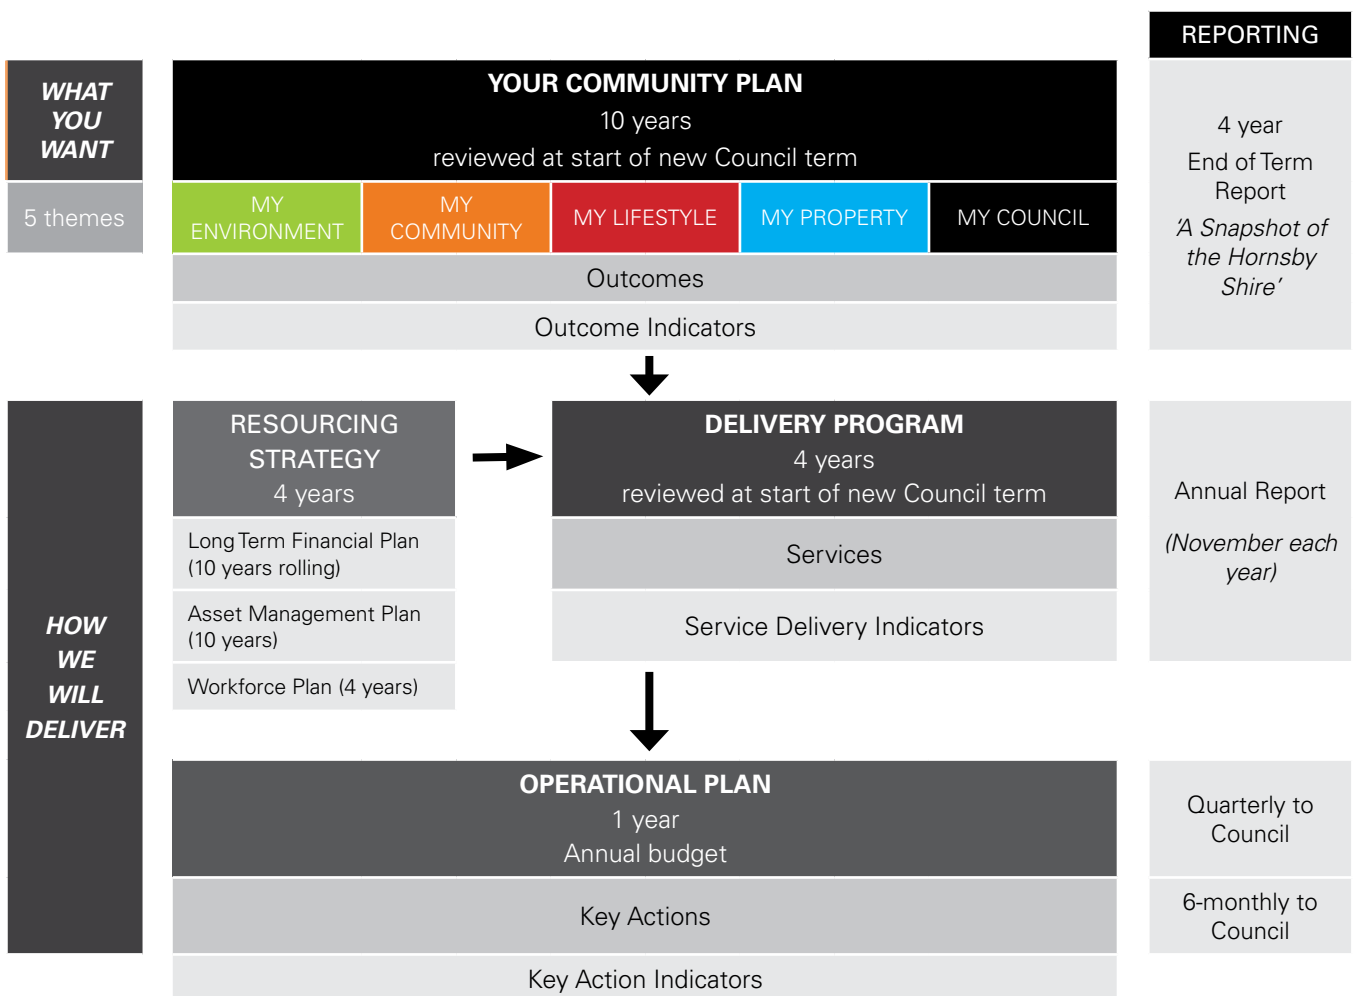 REPORTING
WHAT
YOU
WANT
YOUR COMMUNITY PLAN
10 years
reviewed at start of new Council term
4 year
End of Term
Report
'A Snapshot of
the Hornsby
Shire'
5 themes
MY
ENVIRONMENT
MY
COMMUNITY
MY LIFESTYLE
MY PROPERTY
MY COUNCIL
Outcomes
Outcome Indicators
HOW
WE
WILL
DELIVER
RESOURCING
STRATEGY
4 years
Long Term Financial Plan
(10 years rolling)
Asset Management Plan
(10 years)
Workforce Plan (4 years)
DELIVERY PROGRAM
4 years
reviewed at start of new Council term
Services
Service Delivery Indicators
Annual Report
(November each
year)
OPERATIONAL PLAN
1 year
Annual budget
Quarterly to
Council
Key Actions
6-monthly to
Council
Key Action Indicators